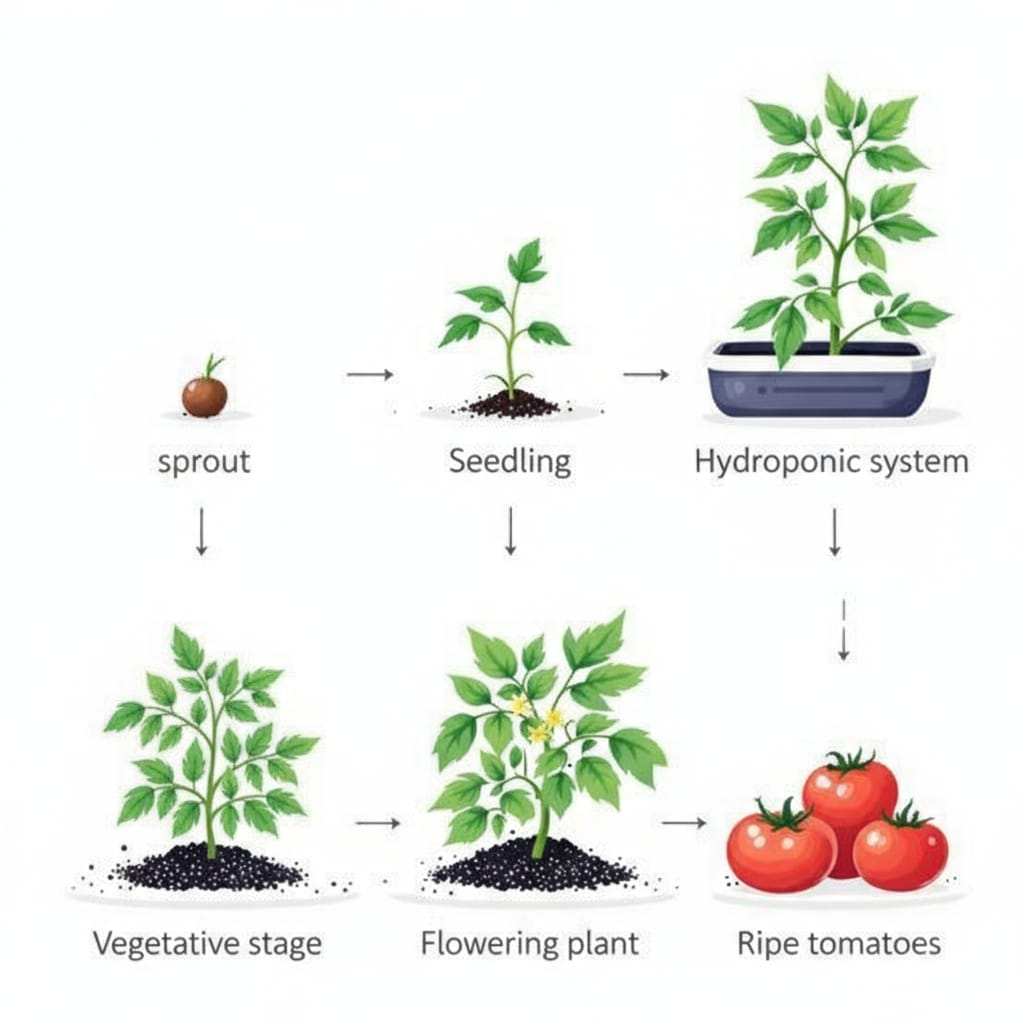 sprout
Seedling
Hydroponic system
Vegetative stage
Flowering plant
Ripe tomatoes